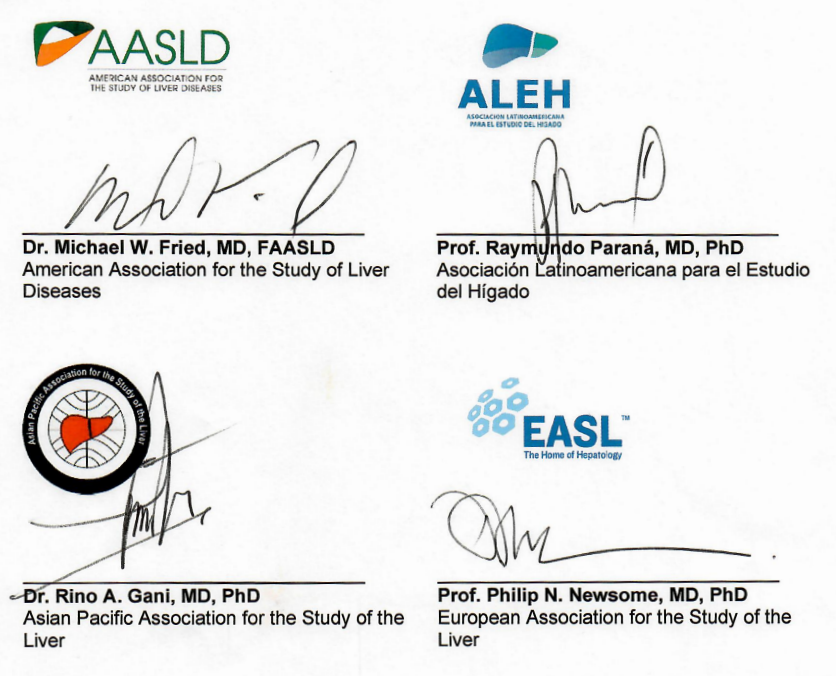 AASLD
AMERICAN ASSOCIATION FOR
THE STUDY OF LIVER DISEASES
Dr. Michael W. Fried, MD, FAASLD
American Association for the Study of Liver
Diseases
ALEH
ASOCIACIÓN LATINOAMERICANA
PARA EL ESTUDIO DEL HÍGADO
Prof. Raymundo Paraná, MD, PhD
Asociación Latinoamericana para el Estudio
del Hígado
Asian Pacific Association for the Study of the Liver
Dr. Rino A. Gani, MD, PhD
Asian Pacific Association for the Study of the
Liver
EASL™
The Home of Hepatology
Prof. Philip N. Newsome, MD, PhD
European Association for the Study of the
Liver